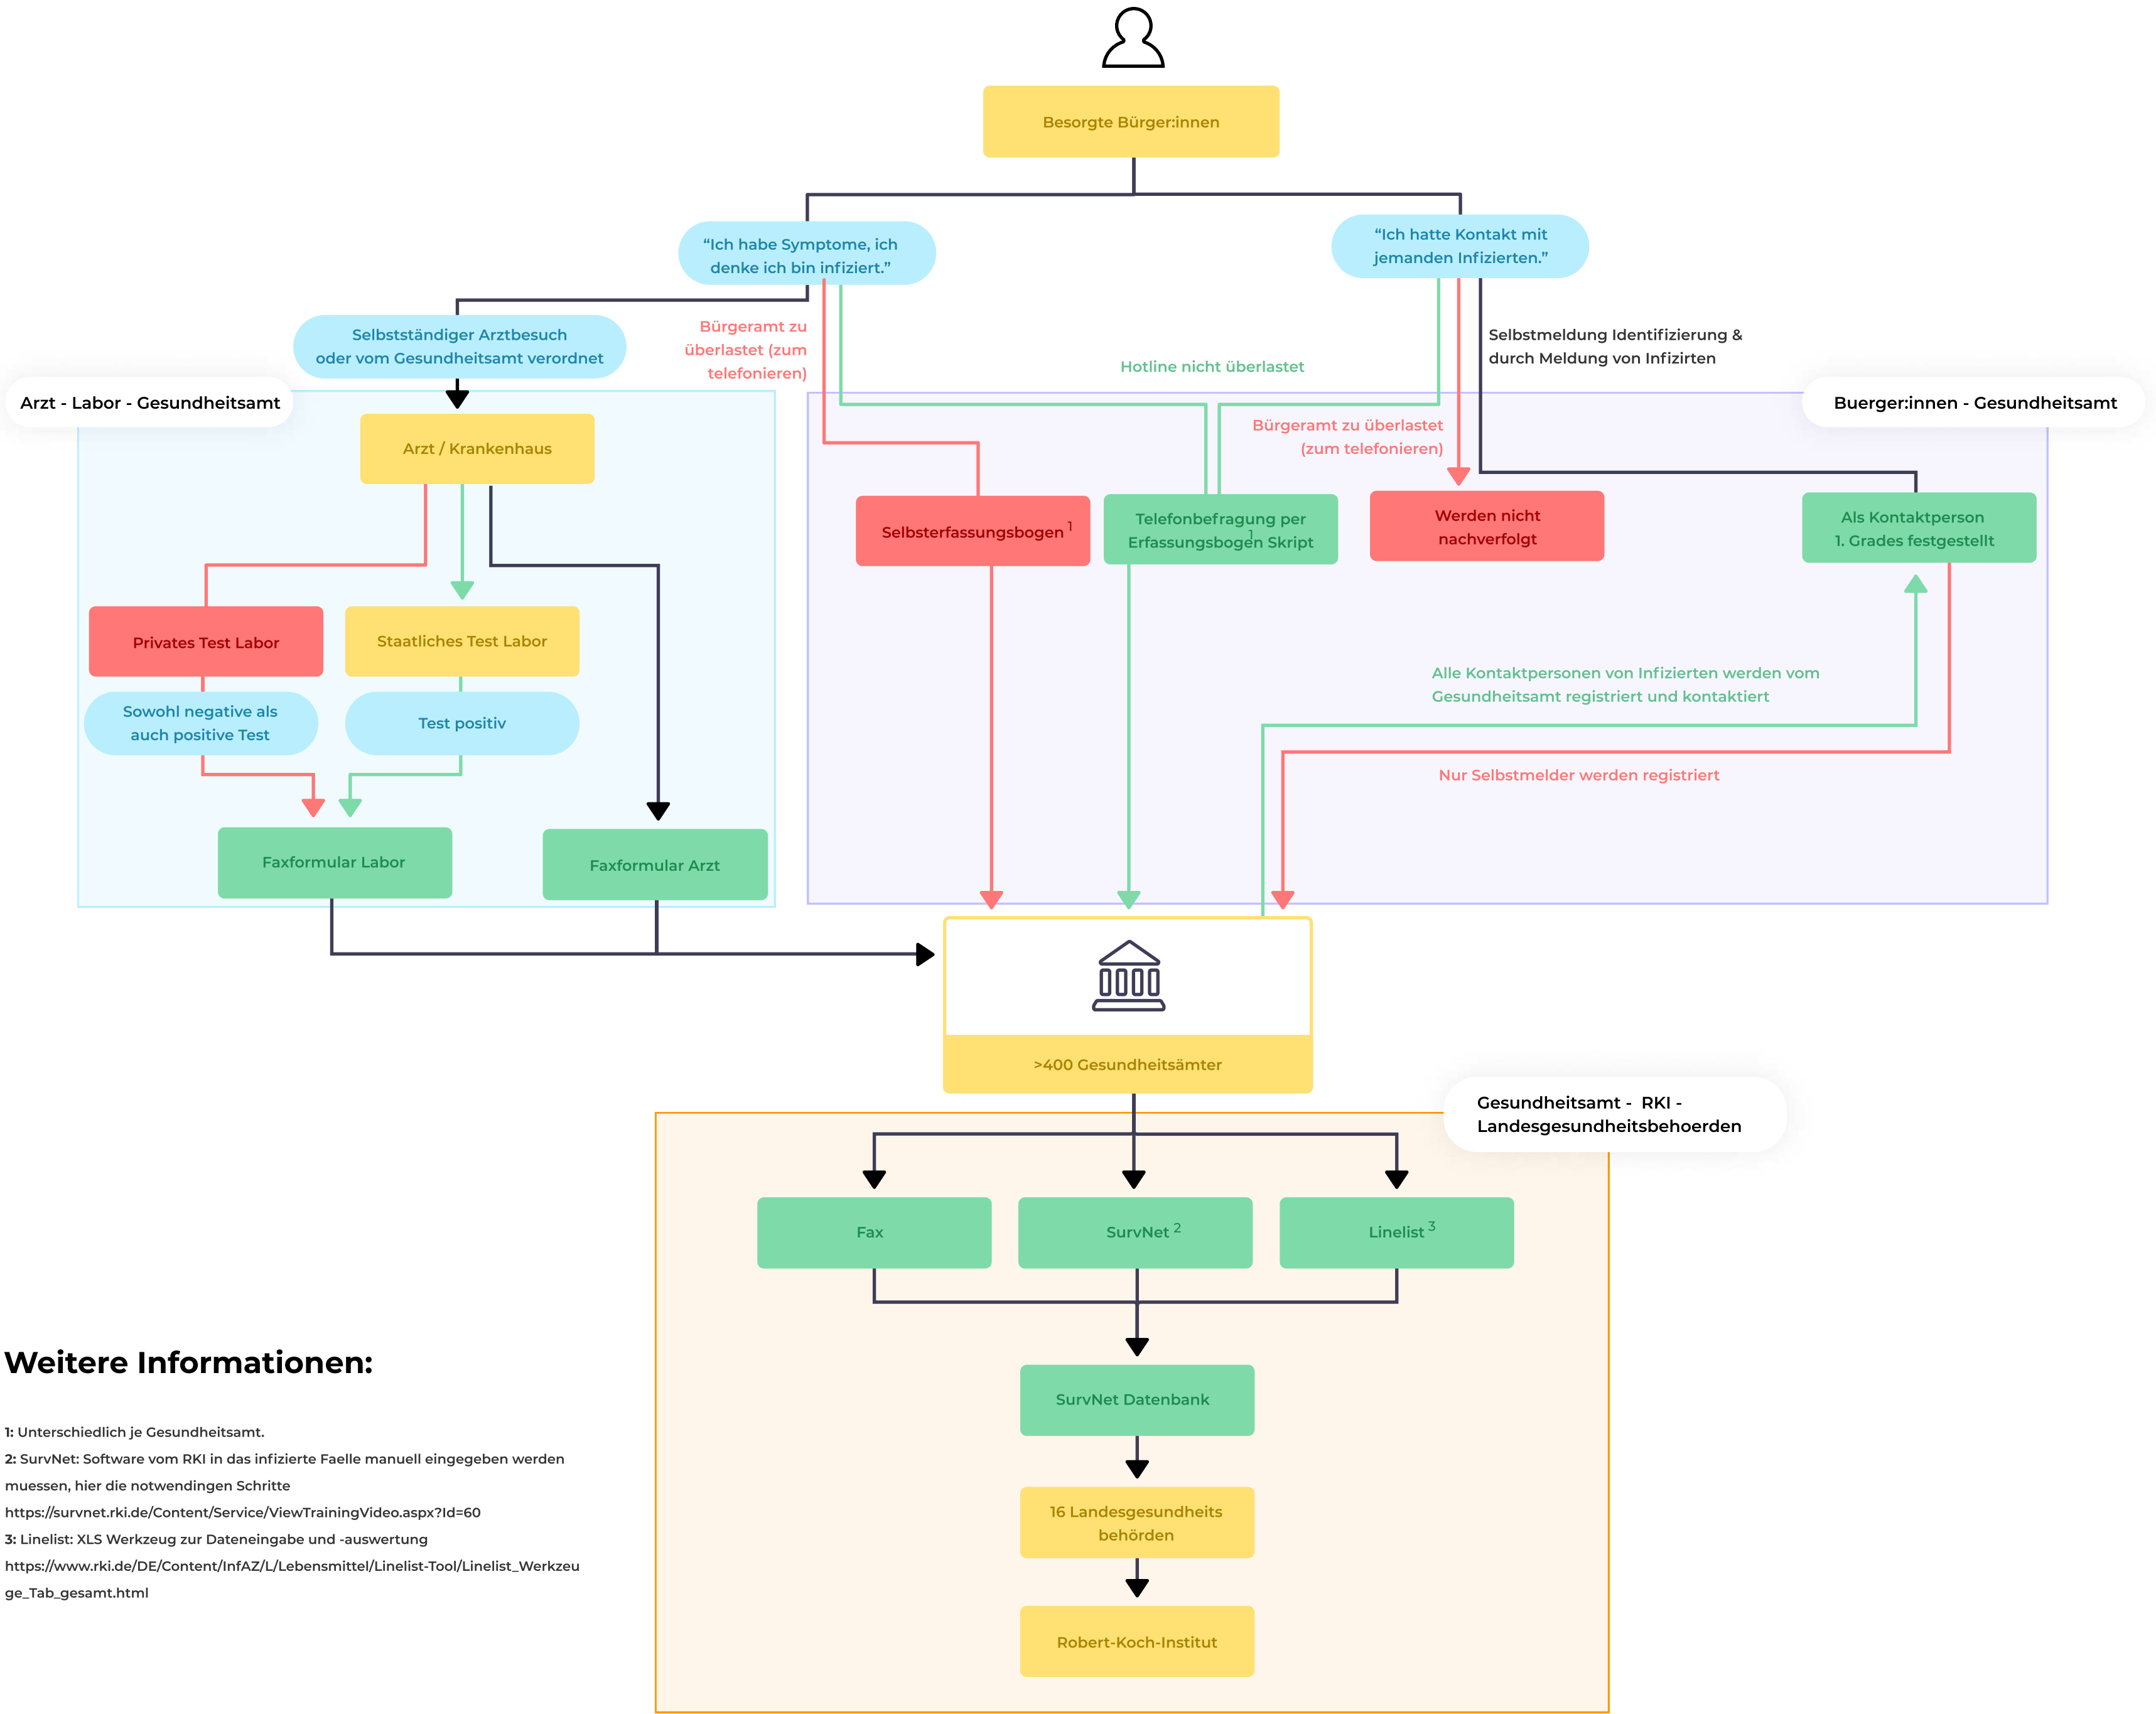 Besorgte Bürger:innen
“Ich habe Symptome, ich
denke ich bin infiziert.”
“Ich hatte Kontakt mit
jemanden Infizierten.”
Selbstständiger Arztbesuch
oder vom Gesundheitsamt verordnet
Bürgeramt zu
überlastet (zum
telefonieren)
Hotline nicht überlastet
Selbstmeldung Identifizierung &
durch Meldung von Infizirten
Arzt - Labor - Gesundheitsamt
Buerger:innen - Gesundheitsamt
Bürgeramt zu überlastet
(zum telefonieren)
Arzt / Krankenhaus
Selbsterfassungsbogen 1
Telefonbefragung per
Erfassungsbogen Skript 1
Werden nicht
nachverfolgt
Als Kontaktperson
1. Grades festgestellt
Privates Test Labor
Staatliches Test Labor
Sowohl negative als
auch positive Test
Test positiv
Alle Kontaktpersonen von Infizierten werden vom
Gesundheitsamt registriert und kontaktiert
Nur Selbstmelder werden registriert
Faxformular Labor
Faxformular Arzt
>400 Gesundheitsämter
Gesundheitsamt - RKI -
Landesgesundheitsbehoerden
Fax
SurvNet 2
Linelist 3
SurvNet Datenbank
16 Landesgesundheits
behörden
Robert-Koch-Institut
Weitere Informationen:
1: Unterschiedlich je Gesundheitsamt.
2: SurvNet: Software vom RKI in das infizierte Faelle manuell eingegeben werden
muessen, hier die notwendingen Schritte
https://survnet.rki.de/Content/Service/ViewTrainingVideo.aspx?Id=60
3: Linelist: XLS Werkzeug zur Dateneingabe und -auswertung
https://www.rki.de/DE/Content/InfAZ/L/Lebensmittel/Linelist-Tool/Linelist_Werkzeu
ge_Tab_gesamt.html